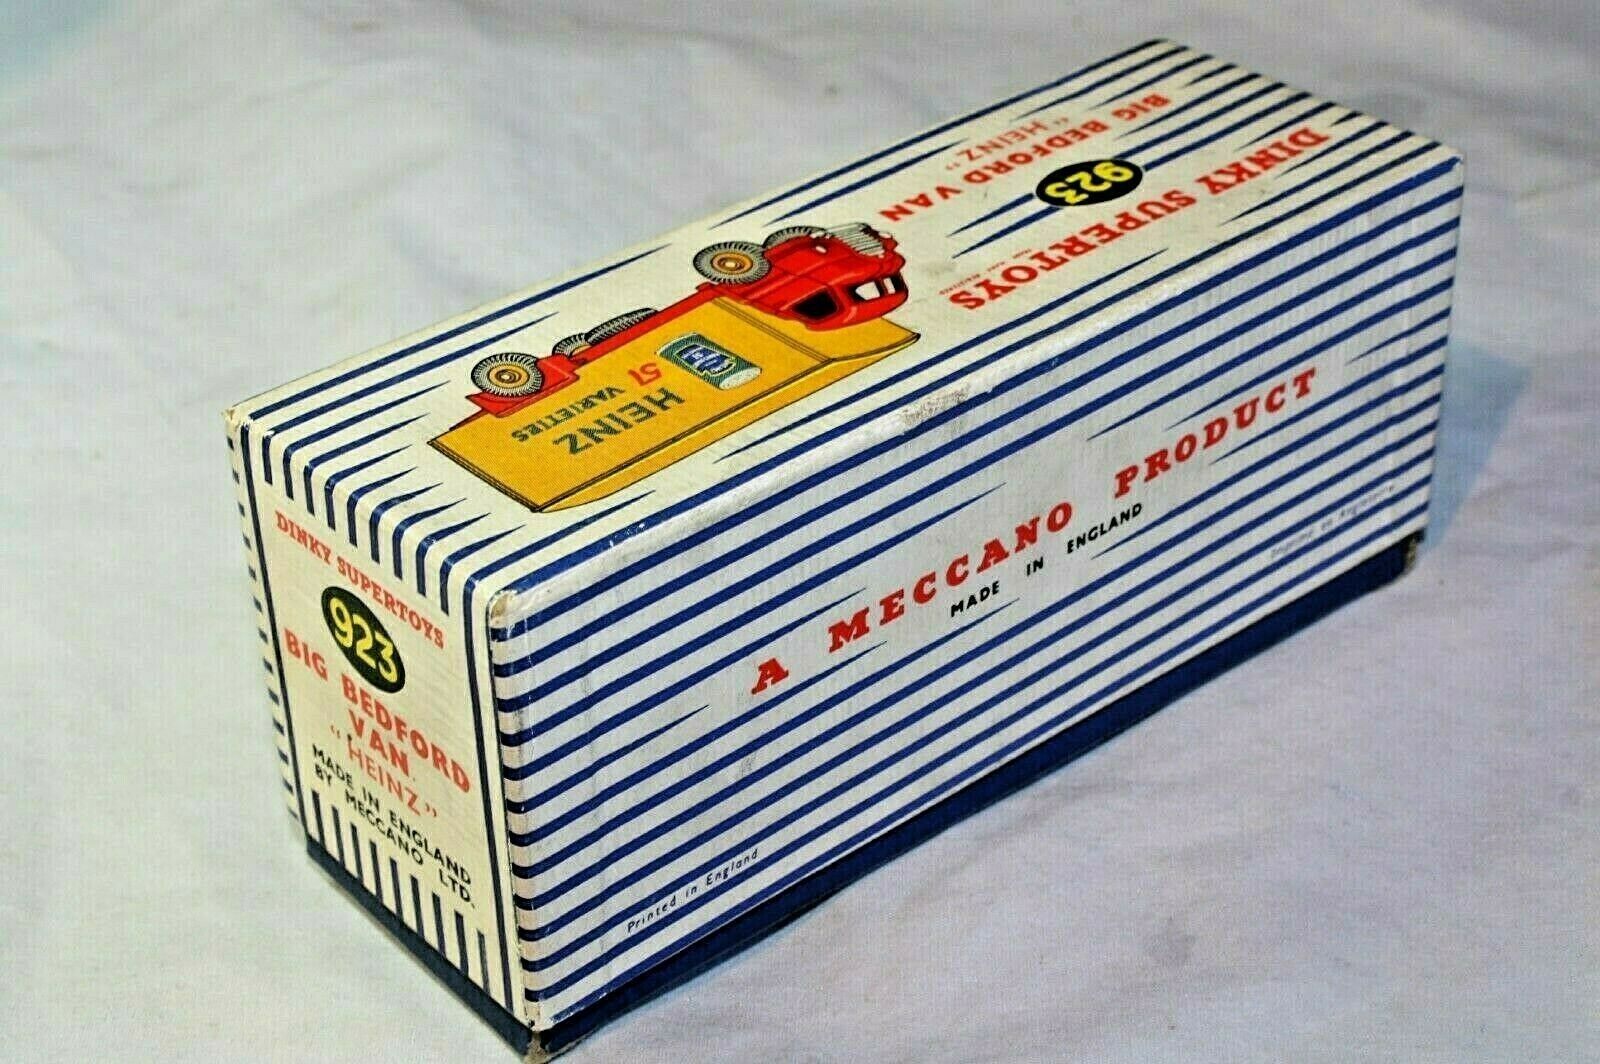 DINKY SUPERTOYS
923
BIG BEDFORD VAN
"HEINZ"
HEINZ
57
VARIETIES
A MECCANO PRODUCT
MADE IN ENGLAND
Printed in England
DINKY SUPERTOYS
923
BIG BEDFORD
VAN
"HEINZ"
MADE IN ENGLAND
BY MECCANO LTD.